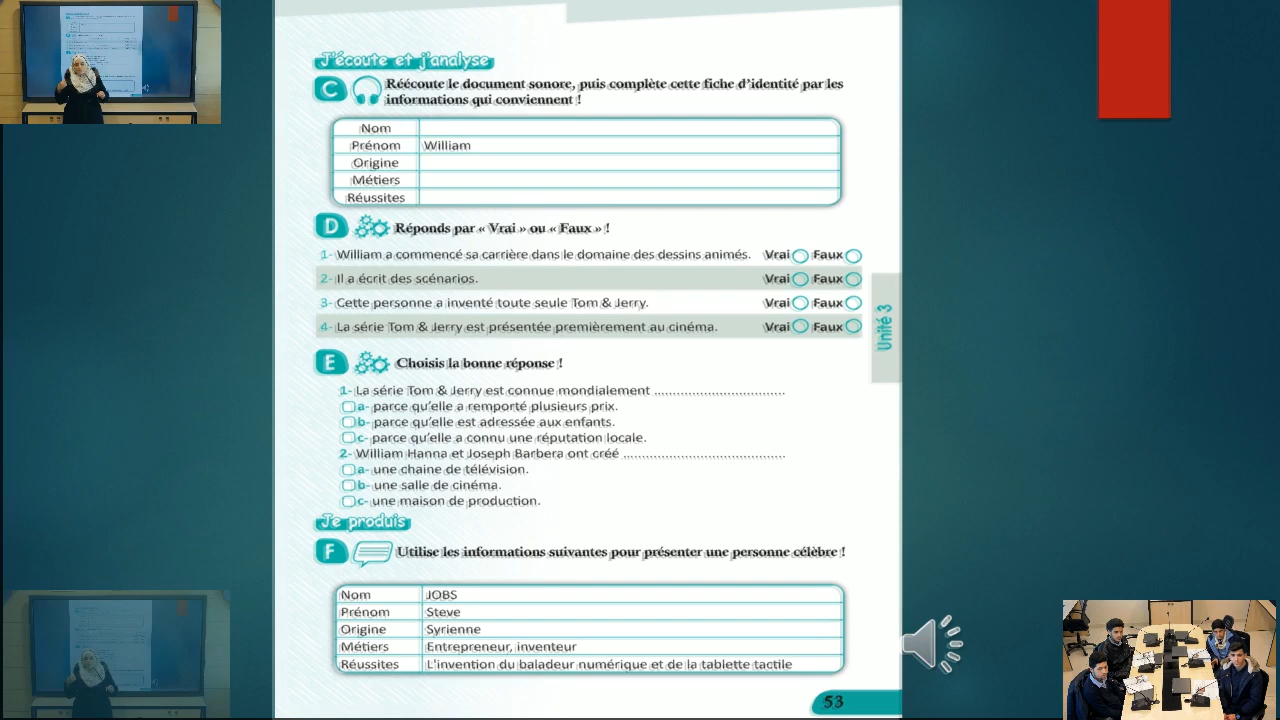 J'écoute et j'analyse
C Réécoute le document sonore, puis complète cette fiche d'identité par les
informations qui conviennent !
Nom
Prénom William
Origine
Métiers
Réussites
D Réponds par « Vrai » ou « Faux » !
1- William a commencé sa carrière dans le domaine des dessins animés. Vrai Faux
2- Il a écrit des scénarios. Vrai Faux
3- Cette personne a inventé toute seule Tom & Jerry. Vrai Faux
4- La série Tom & Jerry est présentée premièrement au cinéma. Vrai Faux
Unité 3
E Choisis la bonne réponse !
1- La série Tom & Jerry est connue mondialement .................................
a- parce qu'elle a remporté plusieurs prix.
b- parce qu'elle est adressée aux enfants.
c- parce qu'elle a connu une réputation locale.
2- William Hanna et Joseph Barbera ont créé .........................................
a- une chaine de télévision.
b- une salle de cinéma.
c- une maison de production.
Je produis
F Utilise les informations suivantes pour présenter une personne célèbre !
Nom JOBS
Prénom Steve
Origine Syrienne
Métiers Entrepreneur, inventeur
Réussites L'invention du baladeur numérique et de la tablette tactile
53